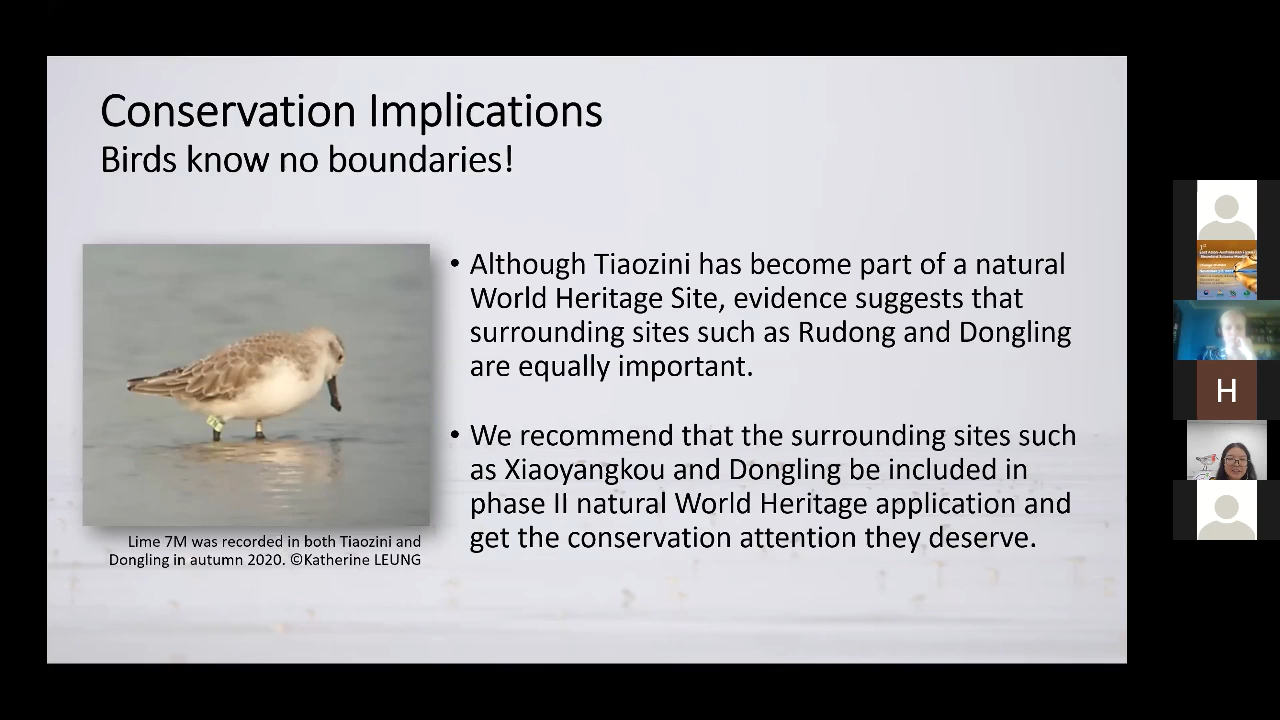 Conservation Implications
Birds know no boundaries!
• Although Tiaozini has become part of a natural
World Heritage Site, evidence suggests that
surrounding sites such as Rudong and Dongling
are equally important.
• We recommend that the surrounding sites such
as Xiaoyangkou and Dongling be included in
phase II natural World Heritage application and
get the conservation attention they deserve.
Lime 7M was recorded in both Tiaozini and
Dongling in autumn 2020. ©Katherine LEUNG
H